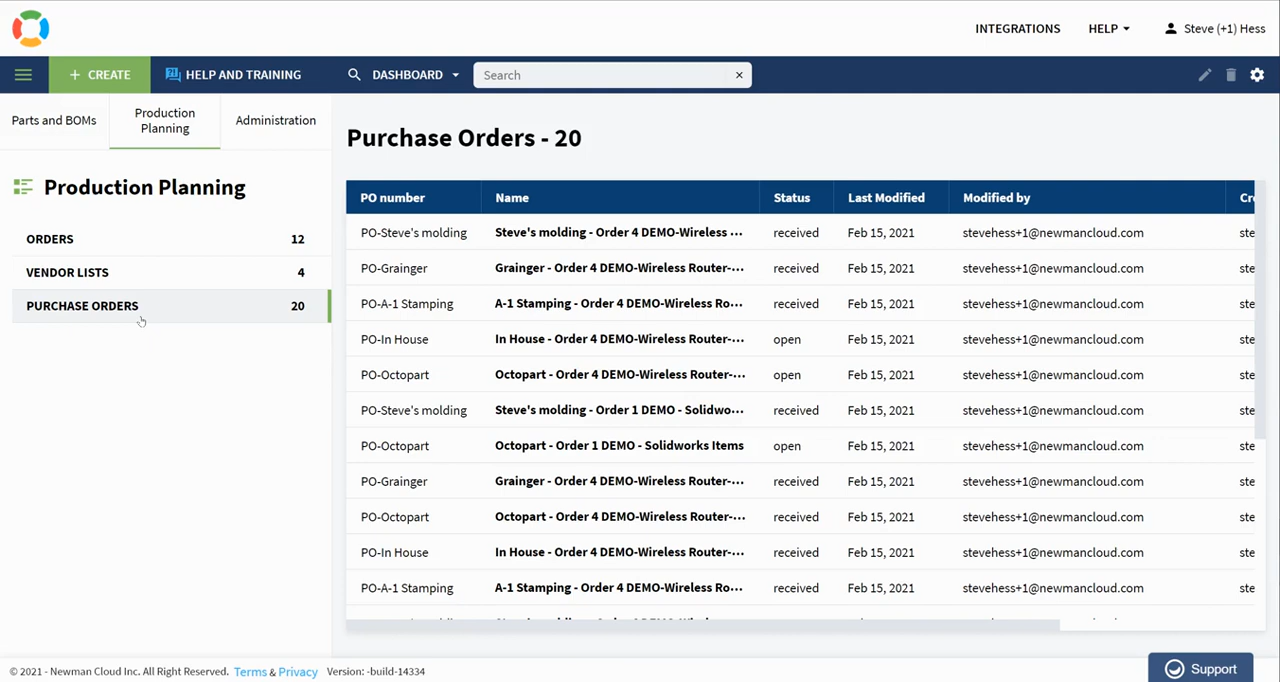 INTEGRATIONS HELP Steve (+1) Hess
+ CREATE HELP AND TRAINING DASHBOARD Search ×
Parts and BOMs Production Planning Administration
Production Planning
ORDERS 12
VENDOR LISTS 4
PURCHASE ORDERS 20
Purchase Orders - 20
PO number Name Status Last Modified Modified by Cr
PO-Steve's molding Steve's molding - Order 4 DEMO-Wireless ... received Feb 15, 2021 stevehess+1@newmancloud.com ste
PO-Grainger Grainger - Order 4 DEMO-Wireless Router-... received Feb 15, 2021 stevehess+1@newmancloud.com ste
PO-A-1 Stamping A-1 Stamping - Order 4 DEMO-Wireless Ro... received Feb 15, 2021 stevehess+1@newmancloud.com ste
PO-In House In House - Order 4 DEMO-Wireless Router-... open Feb 15, 2021 stevehess+1@newmancloud.com ste
PO-Octopart Octopart - Order 4 DEMO-Wireless Router-... open Feb 15, 2021 stevehess+1@newmancloud.com ste
PO-Steve's molding Steve's molding - Order 1 DEMO - Solidwo... received Feb 15, 2021 stevehess+1@newmancloud.com ste
PO-Octopart Octopart - Order 1 DEMO - Solidworks Items open Feb 15, 2021 stevehess+1@newmancloud.com ste
PO-Grainger Grainger - Order 4 DEMO-Wireless Router-... received Feb 15, 2021 stevehess+1@newmancloud.com ste
PO-Octopart Octopart - Order 4 DEMO-Wireless Router-... received Feb 15, 2021 stevehess+1@newmancloud.com ste
PO-In House In House - Order 4 DEMO-Wireless Router-... received Feb 15, 2021 stevehess+1@newmancloud.com ste
PO-A-1 Stamping A-1 Stamping - Order 4 DEMO-Wireless Ro... received Feb 15, 2021 stevehess+1@newmancloud.com ste
© 2021 - Newman Cloud Inc. All Right Reserved. Terms & Privacy Version: -build-14334
Support